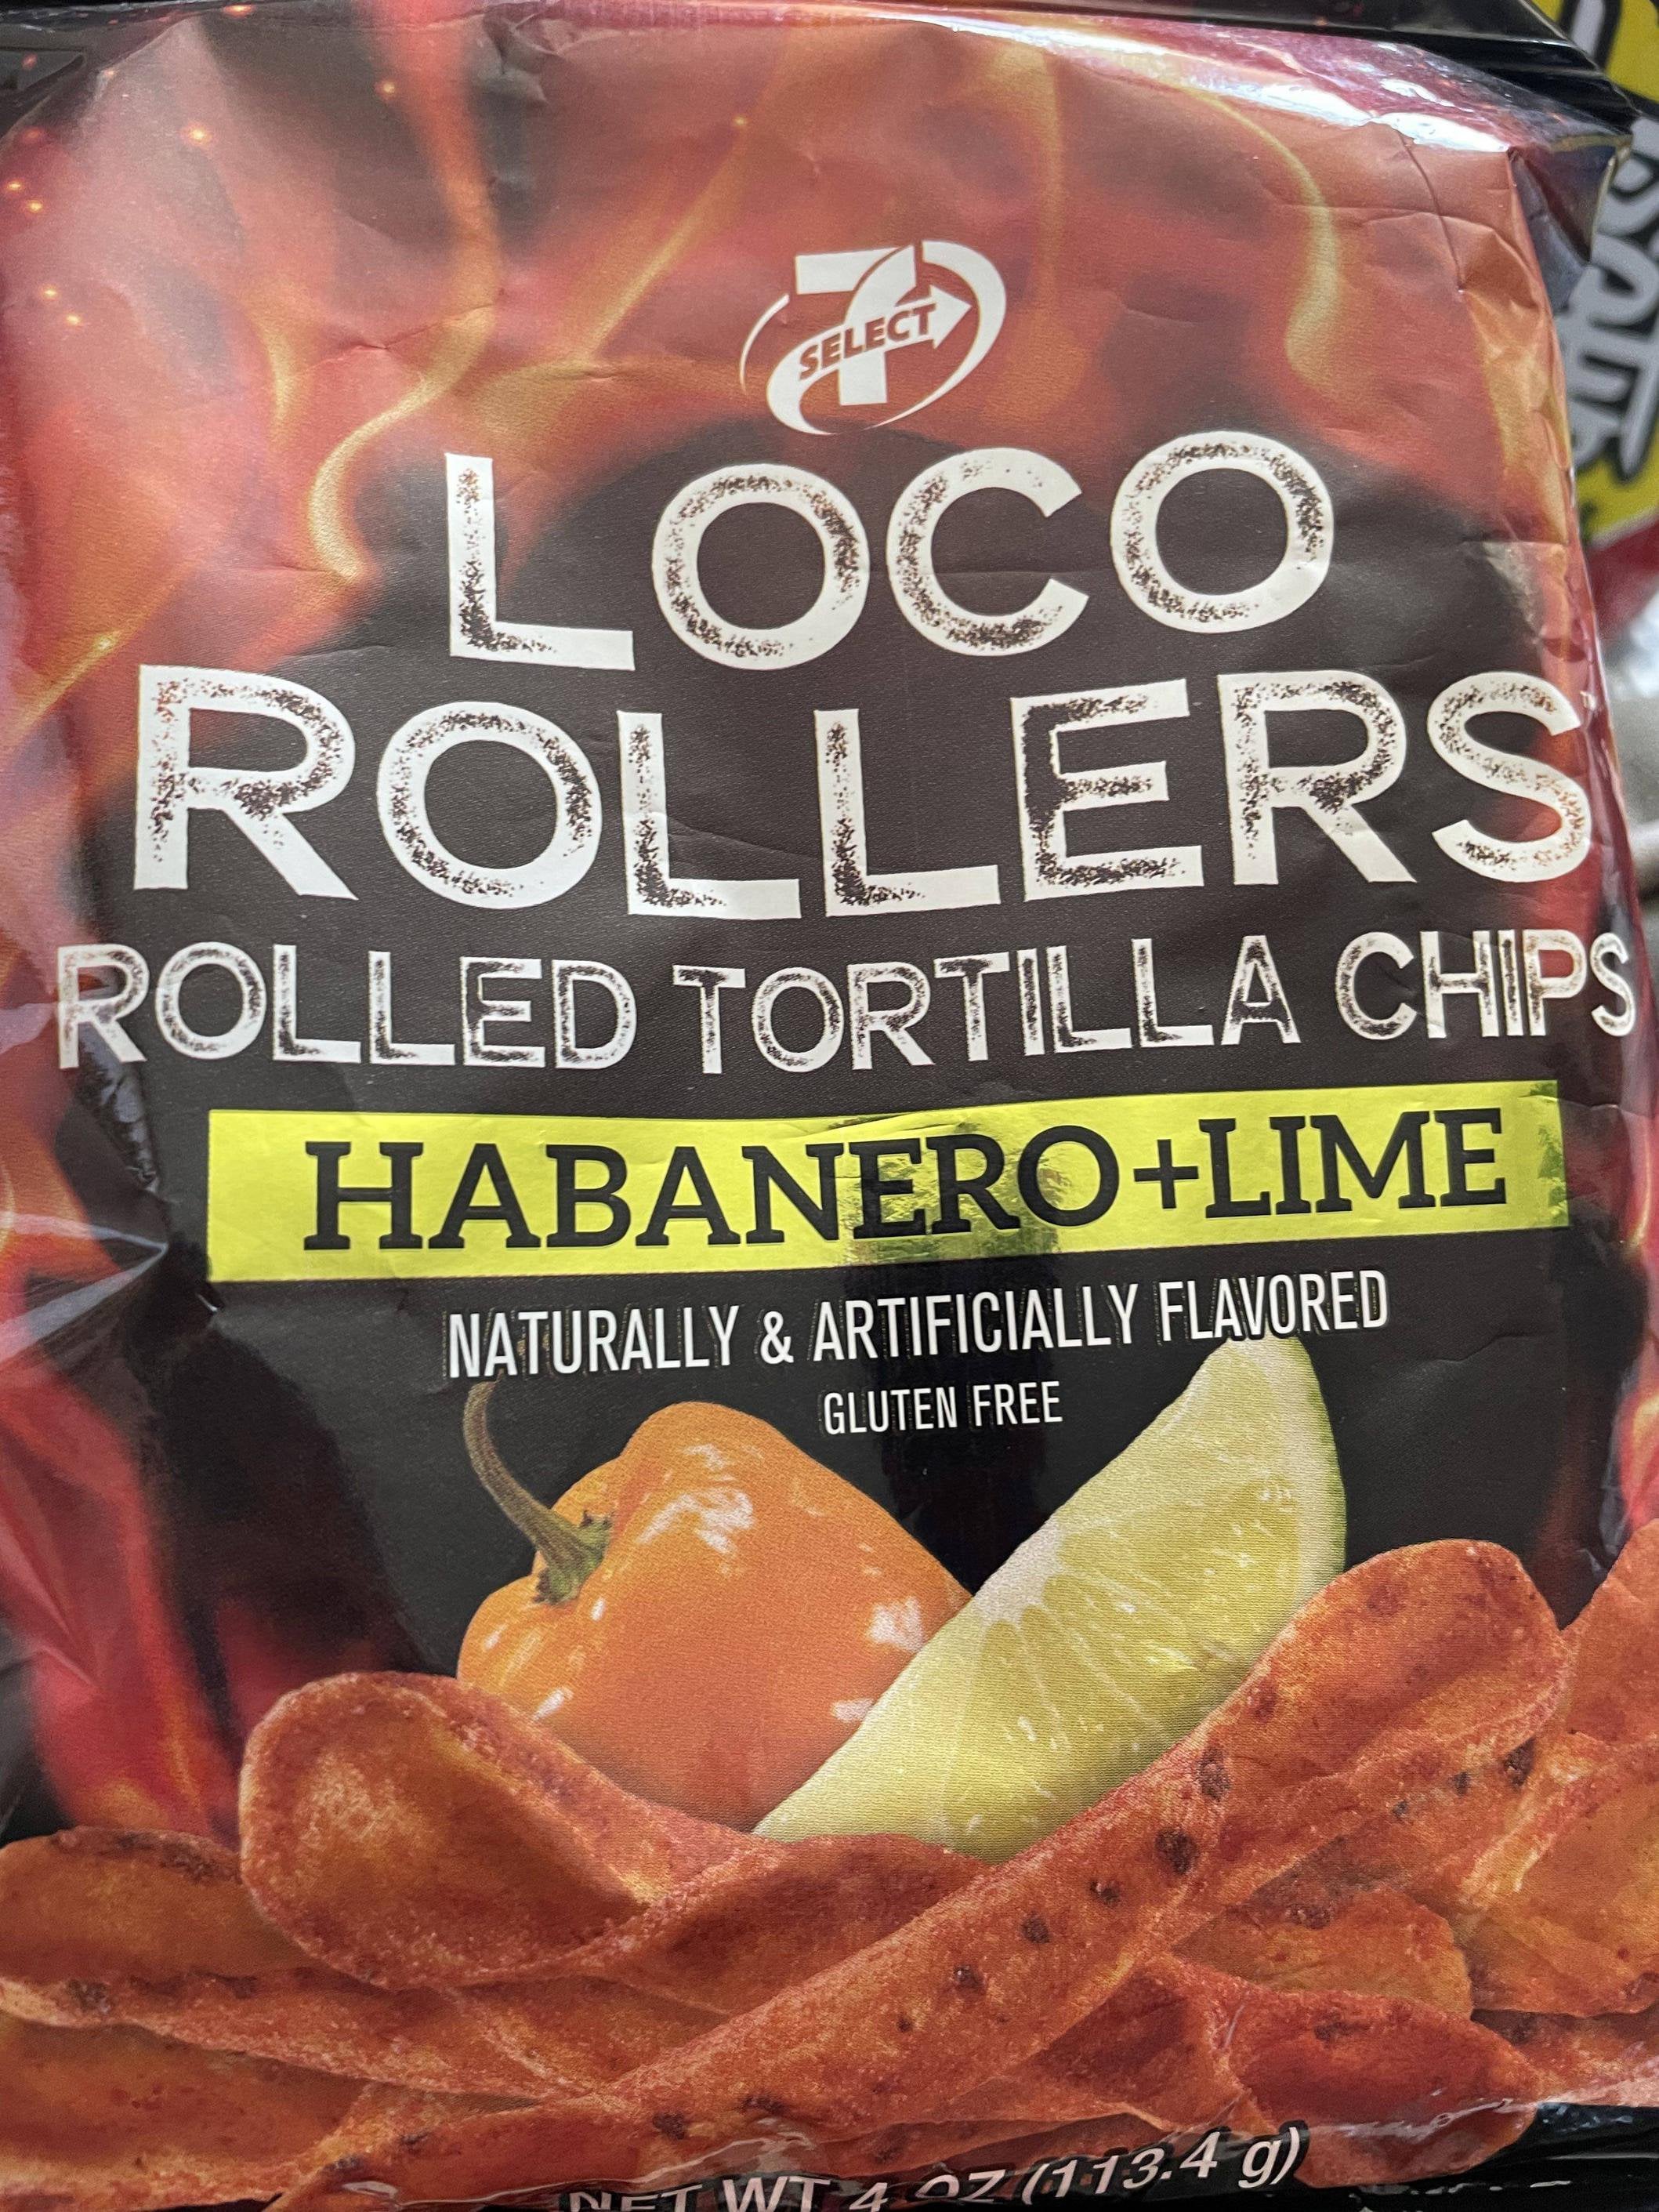 7
SELECT
LOCO
ROLLERS
ROLLED TORTILLA CHIPS
HABANERO+LIME
NATURALLY & ARTIFICIALLY FLAVORED
GLUTEN FREE
NET WT 4 OZ (113.4 g)